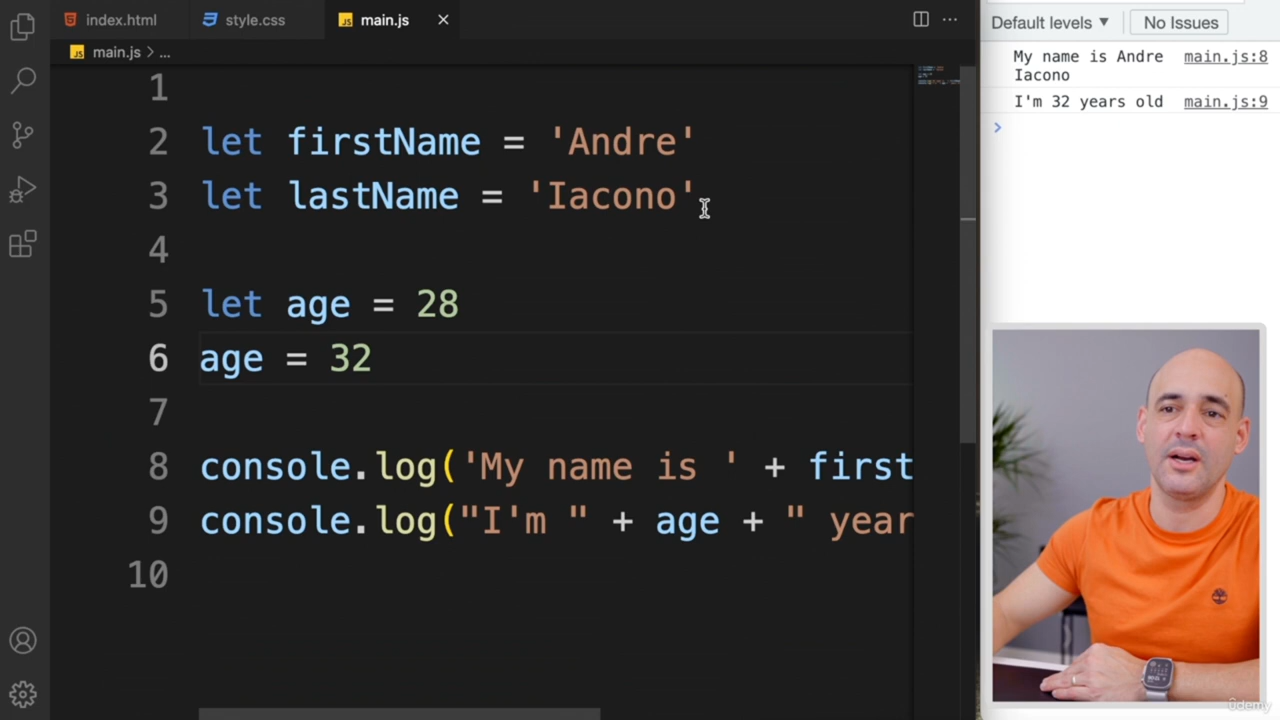 index.html
style.css
JS main.js
JS main.js > ...
1
2 let firstName = 'Andre'
3 let lastName = 'Iacono'
4
5 let age = 28
6 age = 32
7
8 console.log('My name is ' + first
9 console.log("I'm " + age + " year
10
Default levels ▼ No Issues
My name is Andre main.js:8
Iacono
I'm 32 years old main.js:9
>
udemy